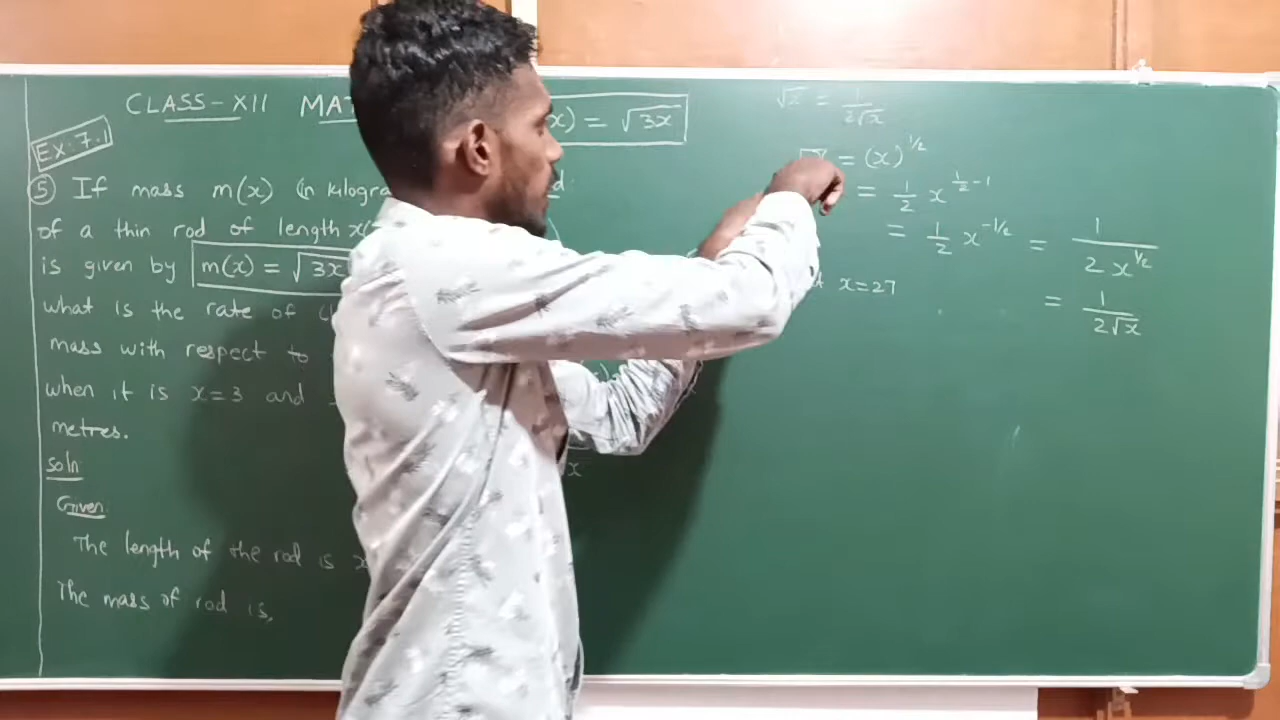 CLASS-XII MAT
Ex: 7.1
⑤ If mass m(x) (in kilogra
of a thin rod of length x(
is given by m(x) = √3x
what is the rate of
mass with respect to
when it is x=3 and
metres.
soln
Given
The length of the rod is x
The mass of rod is,
x) = √3x
d:
x
√x = 1/2√x
= (x)^1/2
= 1/2 x^1/2-1
= 1/2 x^-1/2 = 1/2x^1/2
x=27
= 1/2√x